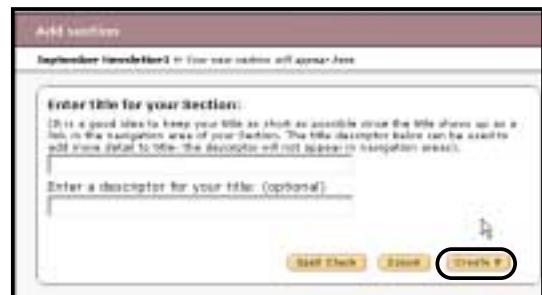 Add section
September Newsletter1 Your new section will appear here
Enter title for your Section:
(It is a good idea to keep your title as short as possible since the title shows up as a
link in the navigation area of your Section. The title descriptor below can be used to
add more detail to title- the descriptor will not appear in navigation areas).
Enter a descriptor for your title: (optional)
Spell Check Cancel Create It